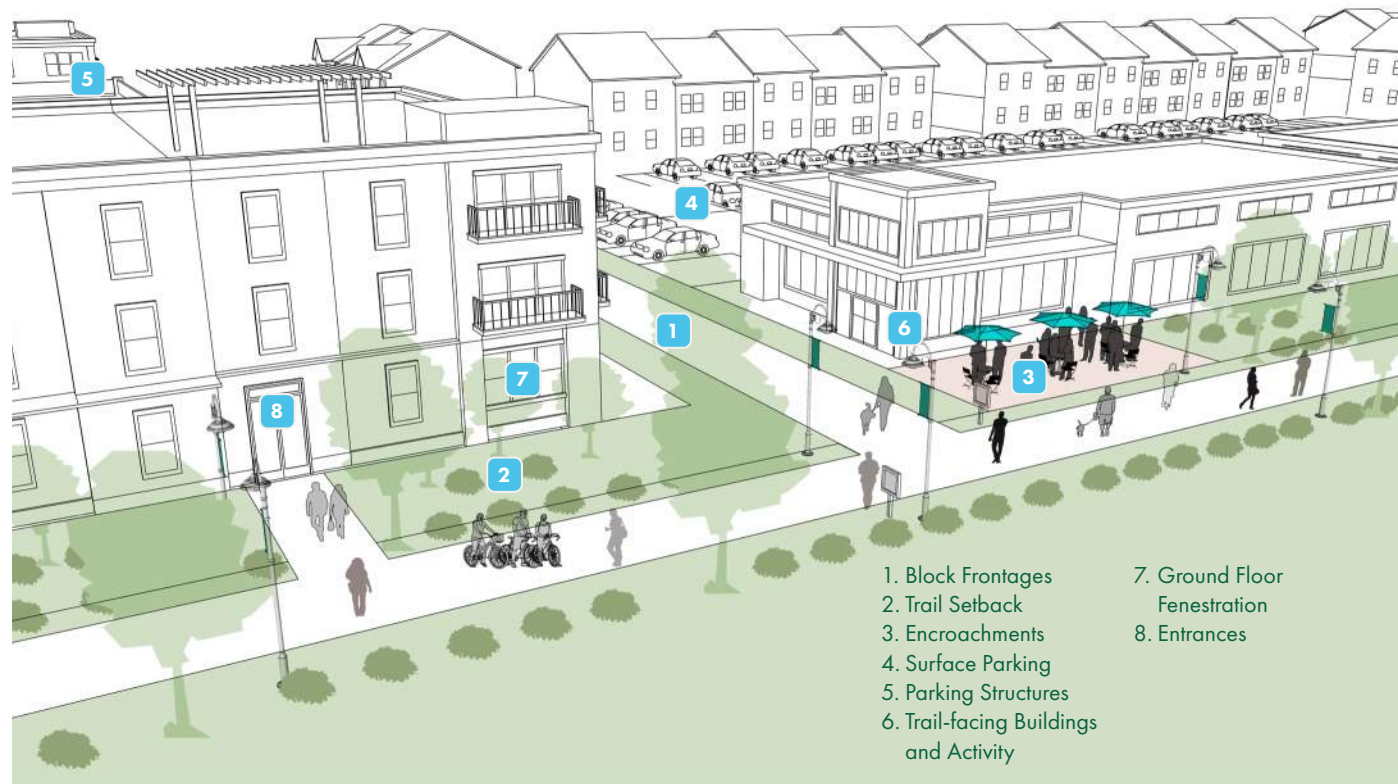 5
4
1
6
7
3
8
2
1. Block Frontages
2. Trail Setback
3. Encroachments
4. Surface Parking
5. Parking Structures
6. Trail-facing Buildings
and Activity
7. Ground Floor
Fenestration
8. Entrances